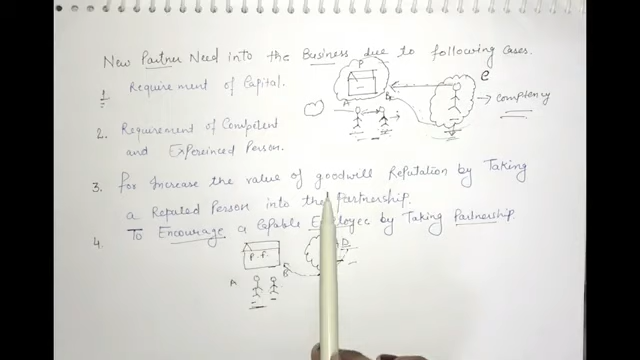 New Partner Need into the Business due to following Cases.
1 Requirement of Capital.
P
A
B
C
→ Comptency
2. Requirement of Competent
and Expereinced Person.
3. For Increase the value of goodwill Reputation by Taking
a Reputed Person into the Partnership.
4. To Encourage a Capable Employee by Taking Partnership.
P.F.
A
B
D